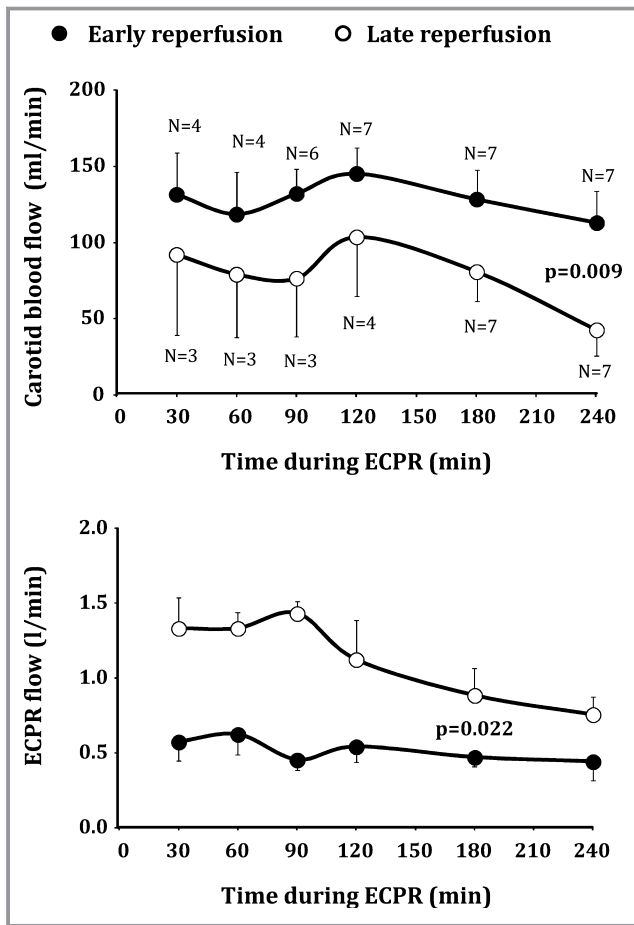 Early reperfusion Late reperfusion
Carotid blood flow (ml/min)
200
150
100
50
0
N=4 N=4 N=6 N=7 N=7 N=7
p=0.009
N=3 N=3 N=3 N=4 N=7 N=7
0 30 60 90 120 150 180 210 240
Time during ECPR (min)
ECPR flow (l/min)
2.0
1.5
1.0
0.5
0.0
p=0.022
0 30 60 90 120 150 180 210 240
Time during ECPR (min)